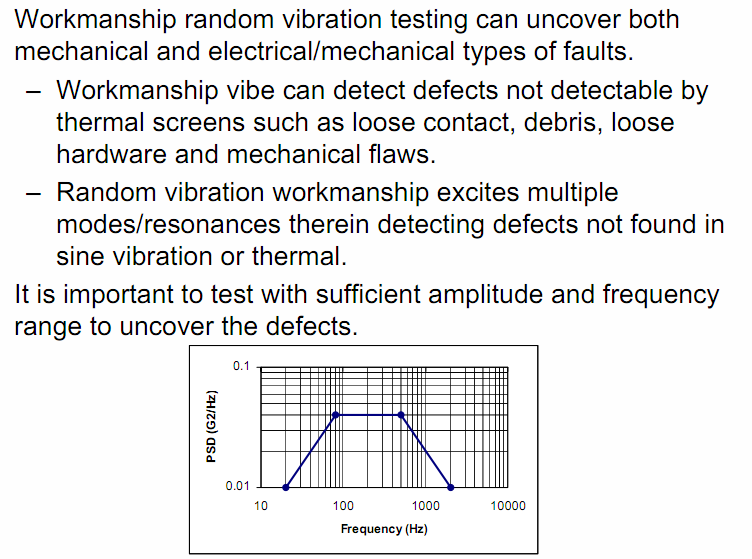 Workmanship random vibration testing can uncover both
mechanical and electrical/mechanical types of faults.
– Workmanship vibe can detect defects not detectable by
thermal screens such as loose contact, debris, loose
hardware and mechanical flaws.
– Random vibration workmanship excites multiple
modes/resonances therein detecting defects not found in
sine vibration or thermal.
It is important to test with sufficient amplitude and frequency
range to uncover the defects.
0.1
PSD (G2/Hz)
0.01
10 100 1000 10000
Frequency (Hz)